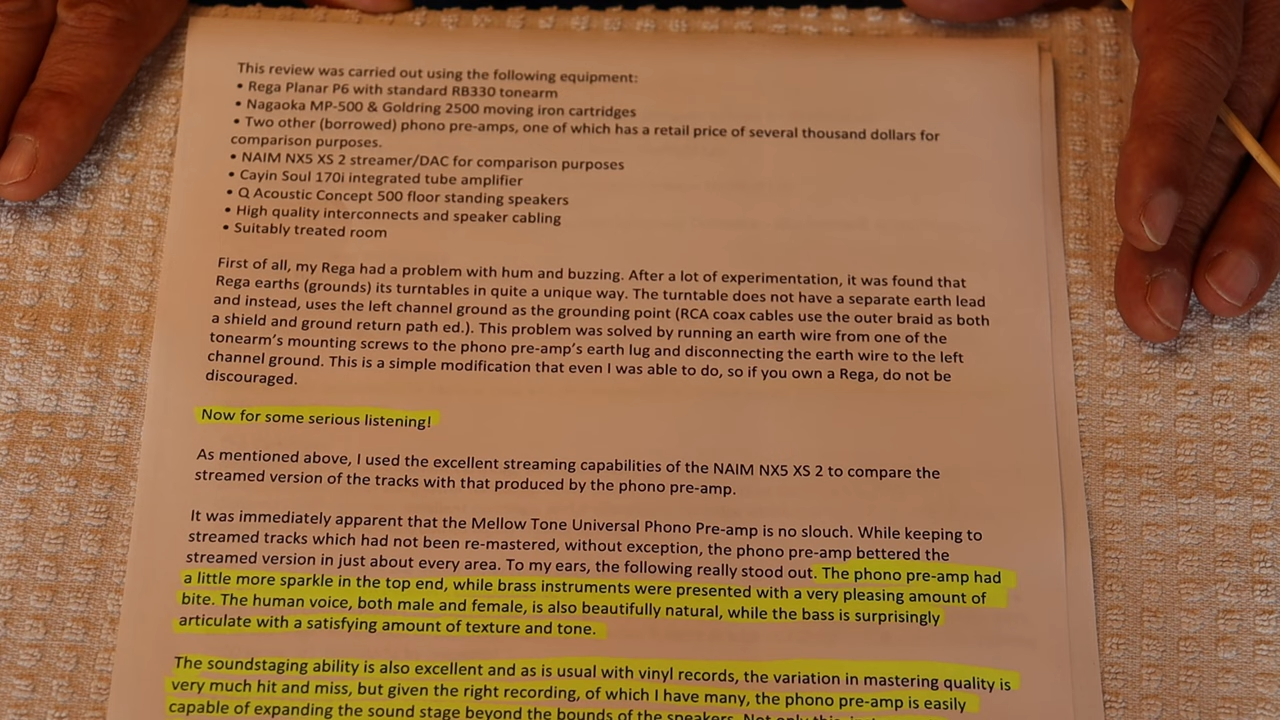 This review was carried out using the following equipment:
• Rega Planar P6 with standard RB330 tonearm
• Nagaoka MP-500 & Goldring 2500 moving iron cartridges
• Two other (borrowed) phono pre-amps, one of which has a retail price of several thousand dollars for
comparison purposes.
• NAIM NX5 XS 2 streamer/DAC for comparison purposes
• Cayin Soul 170i integrated tube amplifier
• Q Acoustic Concept 500 floor standing speakers
• High quality interconnects and speaker cabling
• Suitably treated room
First of all, my Rega had a problem with hum and buzzing. After a lot of experimentation, it was found that
Rega earths (grounds) its turntables in quite a unique way. The turntable does not have a separate earth lead
and instead, uses the left channel ground as the grounding point (RCA coax cables use the outer braid as both
a shield and ground return path ed.). This problem was solved by running an earth wire from one of the
tonearm's mounting screws to the phono pre-amp's earth lug and disconnecting the earth wire to the left
channel ground. This is a simple modification that even I was able to do, so if you own a Rega, do not be
discouraged.
Now for some serious listening!
As mentioned above, I used the excellent streaming capabilities of the NAIM NX5 XS 2 to compare the
streamed version of the tracks with that produced by the phono pre-amp.
It was immediately apparent that the Mellow Tone Universal Phono Pre-amp is no slouch. While keeping to
streamed tracks which had not been re-mastered, without exception, the phono pre-amp bettered the
streamed version in just about every area. To my ears, the following really stood out. The phono pre-amp had
a little more sparkle in the top end, while brass instruments were presented with a very pleasing amount of
bite. The human voice, both male and female, is also beautifully natural, while the bass is surprisingly
articulate with a satisfying amount of texture and tone.
The soundstaging ability is also excellent and as is usual with vinyl records, the variation in mastering quality is
very much hit and miss, but given the right recording, of which I have many, the phono pre-amp is easily
capable of expanding the sound stage beyond the bounds of the speakers. Not only this,